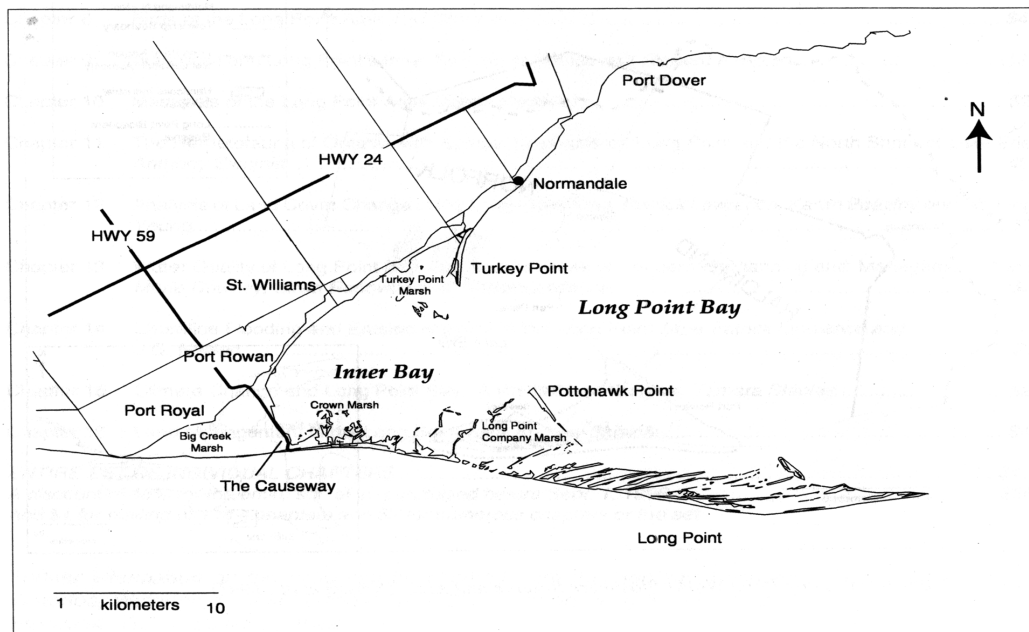 Port Dover
N
HWY 24
Normandale
HWY 59
Turkey Point
St. Williams
Turkey Point
Marsh
Long Point Bay
Port Rowan
Inner Bay
Pottohawk Point
Crown Marsh
Port Royal
Long Point
Company Marsh
Big Creek
Marsh
The Causeway
Long Point
1 kilometers 10